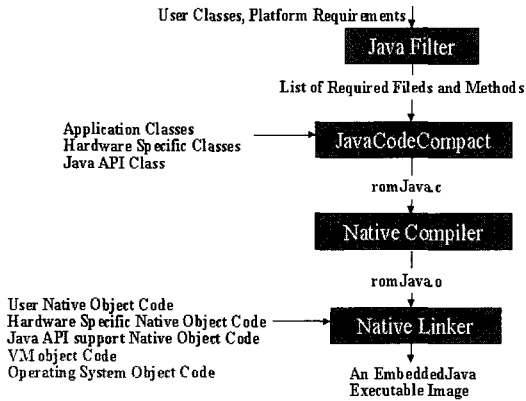 User Classes, Platform Requirements
Java Filter
List of Required Fileds and Methods
Application Classes
Hardware Specific Classes
Java API Class
JavaCodeCompact
romJava.c
Native Compiler
romJava.o
User Native Object Code
Hardware Specific Native Object Code
Java API support Native Object Code
VM object Code
Operating System Object Code
Native Linker
An EmbeddedJava
Executable Image